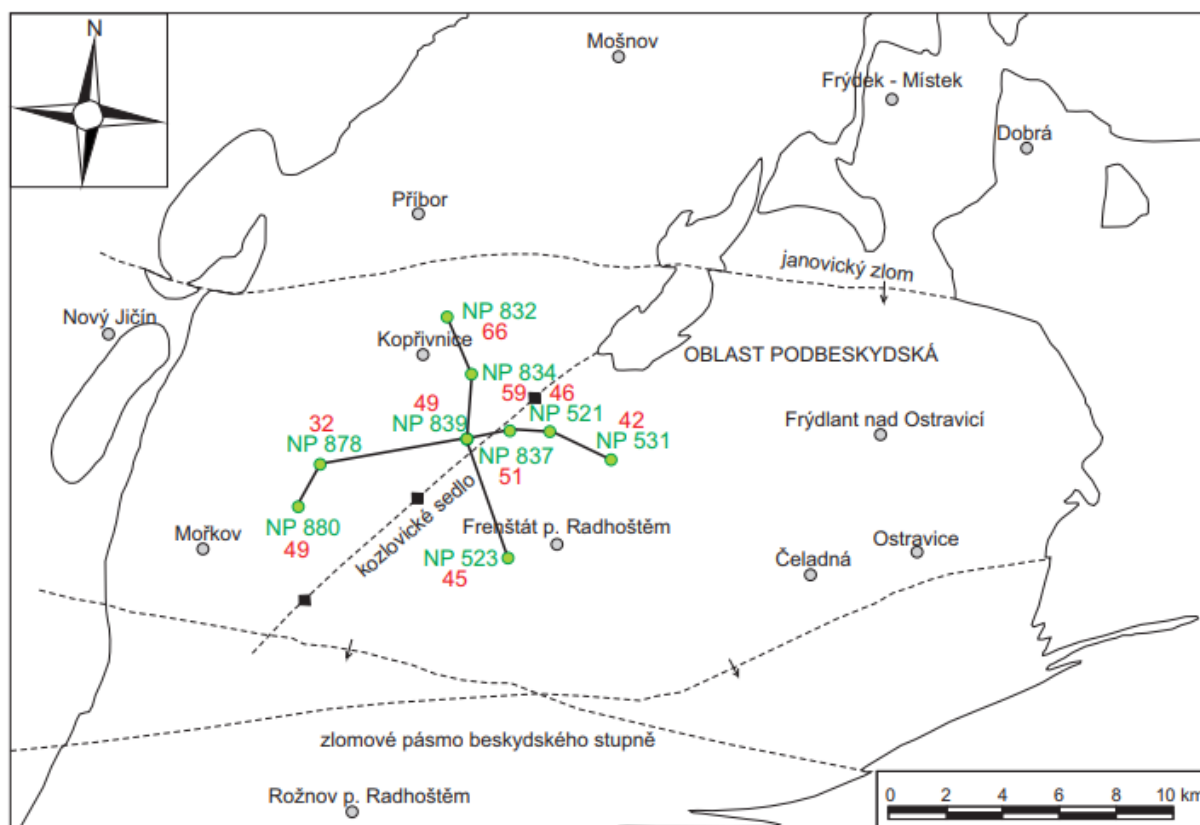 N
Mošnov
Frýdek - Místek
Dobrá
Příbor
janovický zlom
Nový Jičín
NP 832
66
Kopřivnice
OBLAST PODBESKYDSKÁ
NP 834
59 46
49
NP 521
42
32
NP 839
Frýdlant nad Ostravicí
NP 878
NP 837
NP 531
51
kozlovické sedlo
NP 880
Mořkov
Frenštát p. Radhoštěm
49
NP 523
45
Ostravice
Čeladná
zlomové pásmo beskydského stupně
Rožnov p. Radhoštěm
0 2 4 6 8 10 km